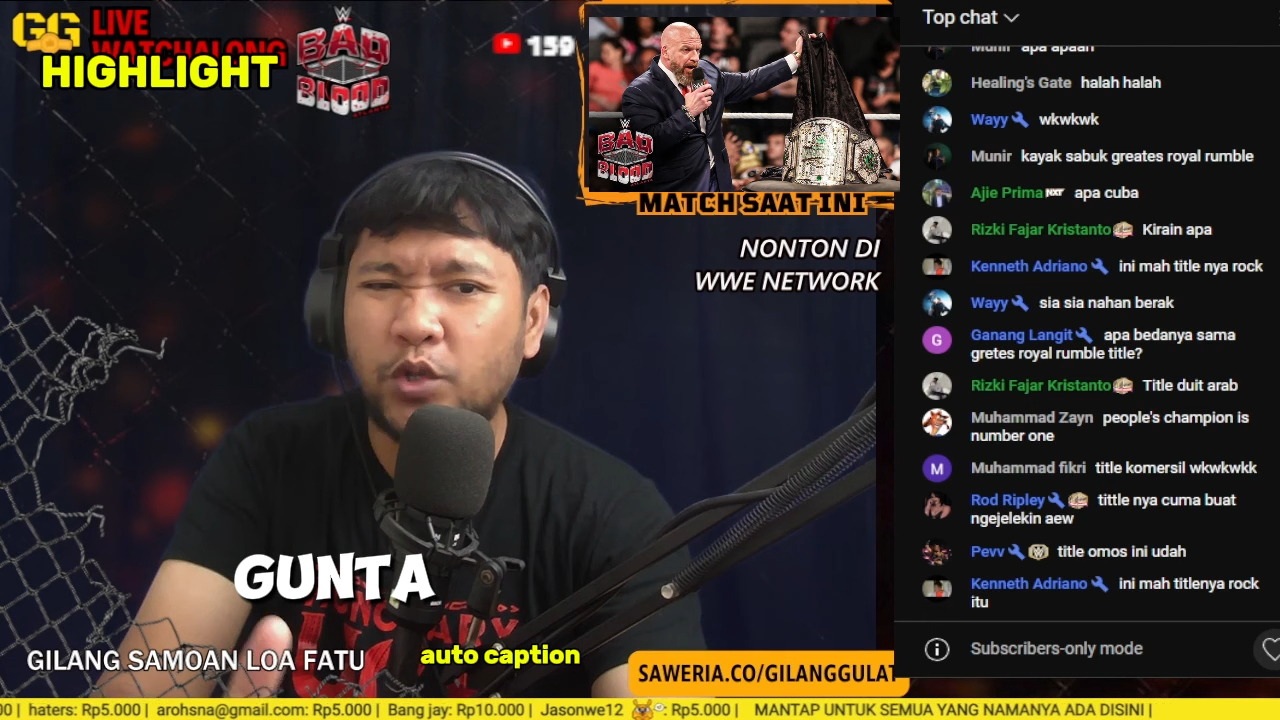 GG LIVE
WATCHALONG
HIGHLIGHT
W
BAD
BLOOD
ATLANTA
159
BAD
BLOOD
MATCH SAAT INI
NONTON DI
WWE NETWORK
GUNTA
GILANG SAMOAN LOA FATU
auto caption
SAWERIA.CO/GILANGGULAT
Top chat
Munir apa apaan
Healing's Gate halah halah
Wayy wkwkwk
Munir kayak sabuk greates royal rumble
Ajie Prima NXT apa cuba
Rizki Fajar Kristanto Kirain apa
Kenneth Adriano ini mah title nya rock
Wayy sia sia nahan berak
G Ganang Langit apa bedanya sama
gretes royal rumble title?
Rizki Fajar Kristanto Title duit arab
Muhammad Zayn people's champion is
number one
M Muhammad fikri title komersil wkwkwkk
Rod Ripley tittle nya cuma buat
ngejelekin aew
Pevv title omos ini udah
Kenneth Adriano ini mah titlenya rock
itu
Subscribers-only mode
00 | haters: Rp5.000 | arohsna@gmail.com: Rp5.000 | Bang jay: Rp10.000 | Jasonwe12 : Rp5.000 | MANTAP UNTUK SEMUA YANG NAMANYA ADA DISINI |